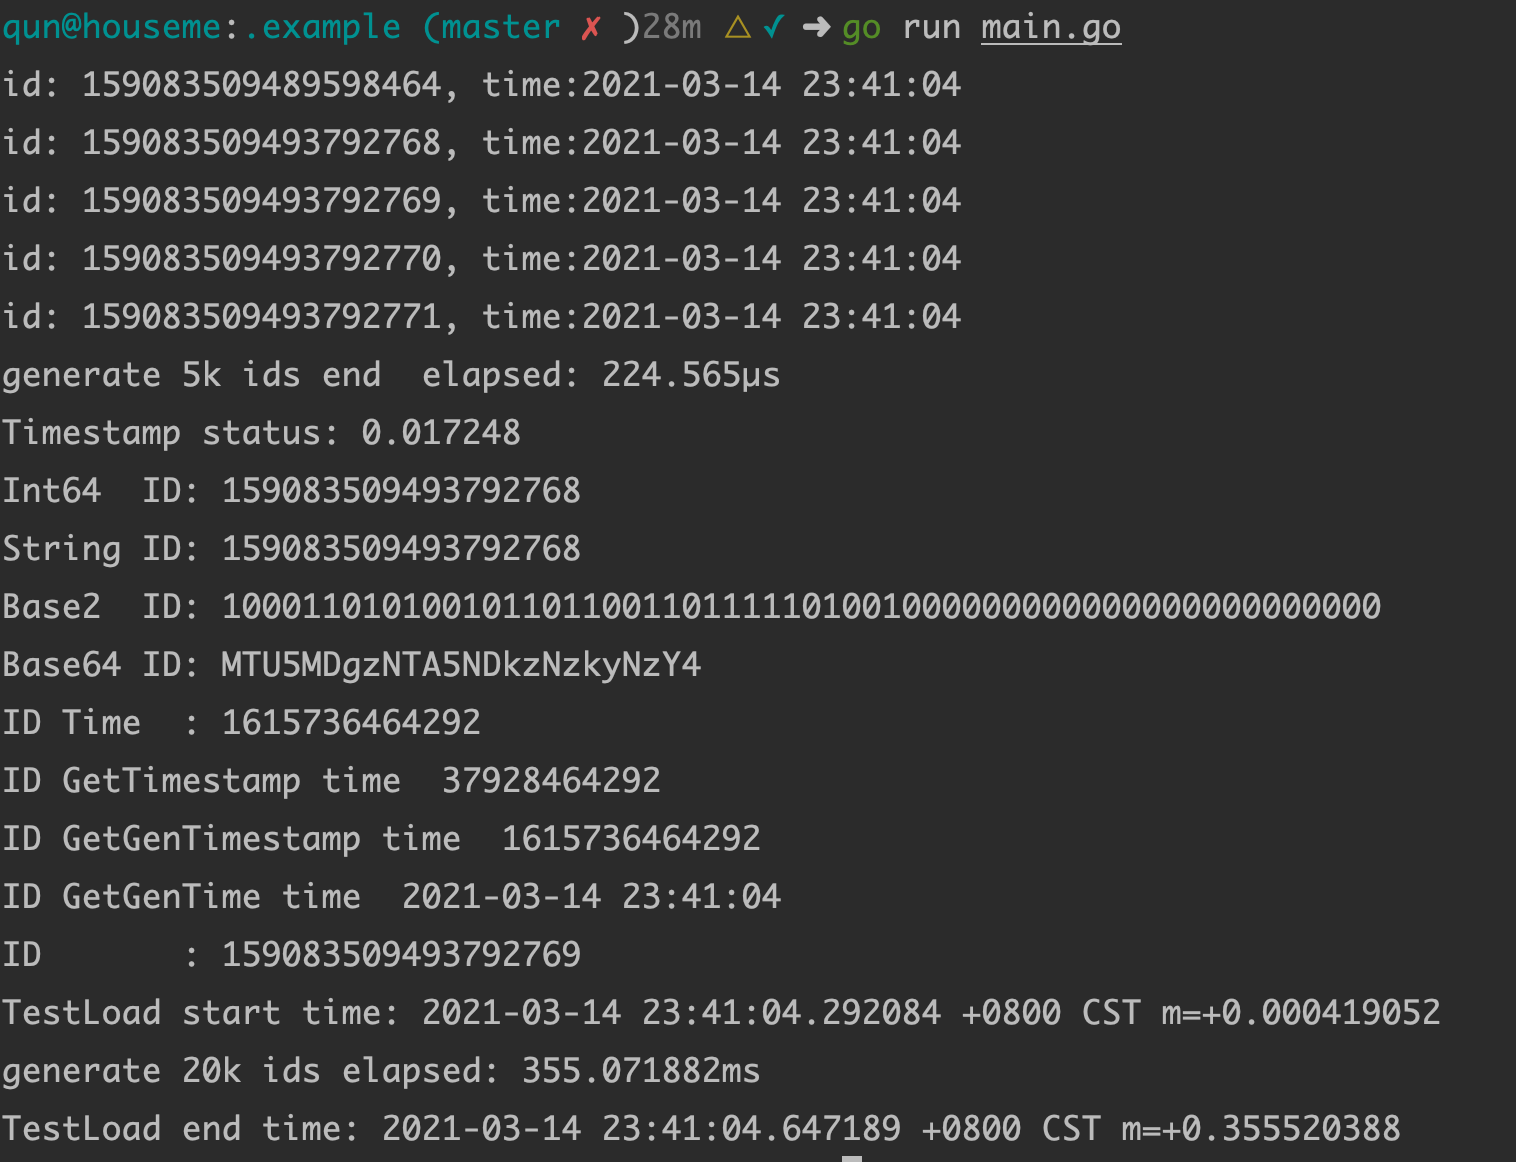 qun@houseme:.example (master ✗ )28m △ ✓ ➜ go run main.go
id: 159083509489598464, time:2021-03-14 23:41:04
id: 159083509493792768, time:2021-03-14 23:41:04
id: 159083509493792769, time:2021-03-14 23:41:04
id: 159083509493792770, time:2021-03-14 23:41:04
id: 159083509493792771, time:2021-03-14 23:41:04
generate 5k ids end  elapsed: 224.565µs
Timestamp status: 0.017248
Int64  ID: 159083509493792768
String ID: 159083509493792768
Base2  ID: 1000110101001011011001101111101001000000000000000000000000
Base64 ID: MTU5MDgzNTA5NDkzNzkyNzY4
ID Time  : 1615736464292
ID GetTimestamp time  37928464292
ID GetGenTimestamp time  1615736464292
ID GetGenTime time  2021-03-14 23:41:04
ID       : 159083509493792769
TestLoad start time: 2021-03-14 23:41:04.292084 +0800 CST m=+0.000419052
generate 20k ids elapsed: 355.071882ms
TestLoad end time: 2021-03-14 23:41:04.647189 +0800 CST m=+0.355520388